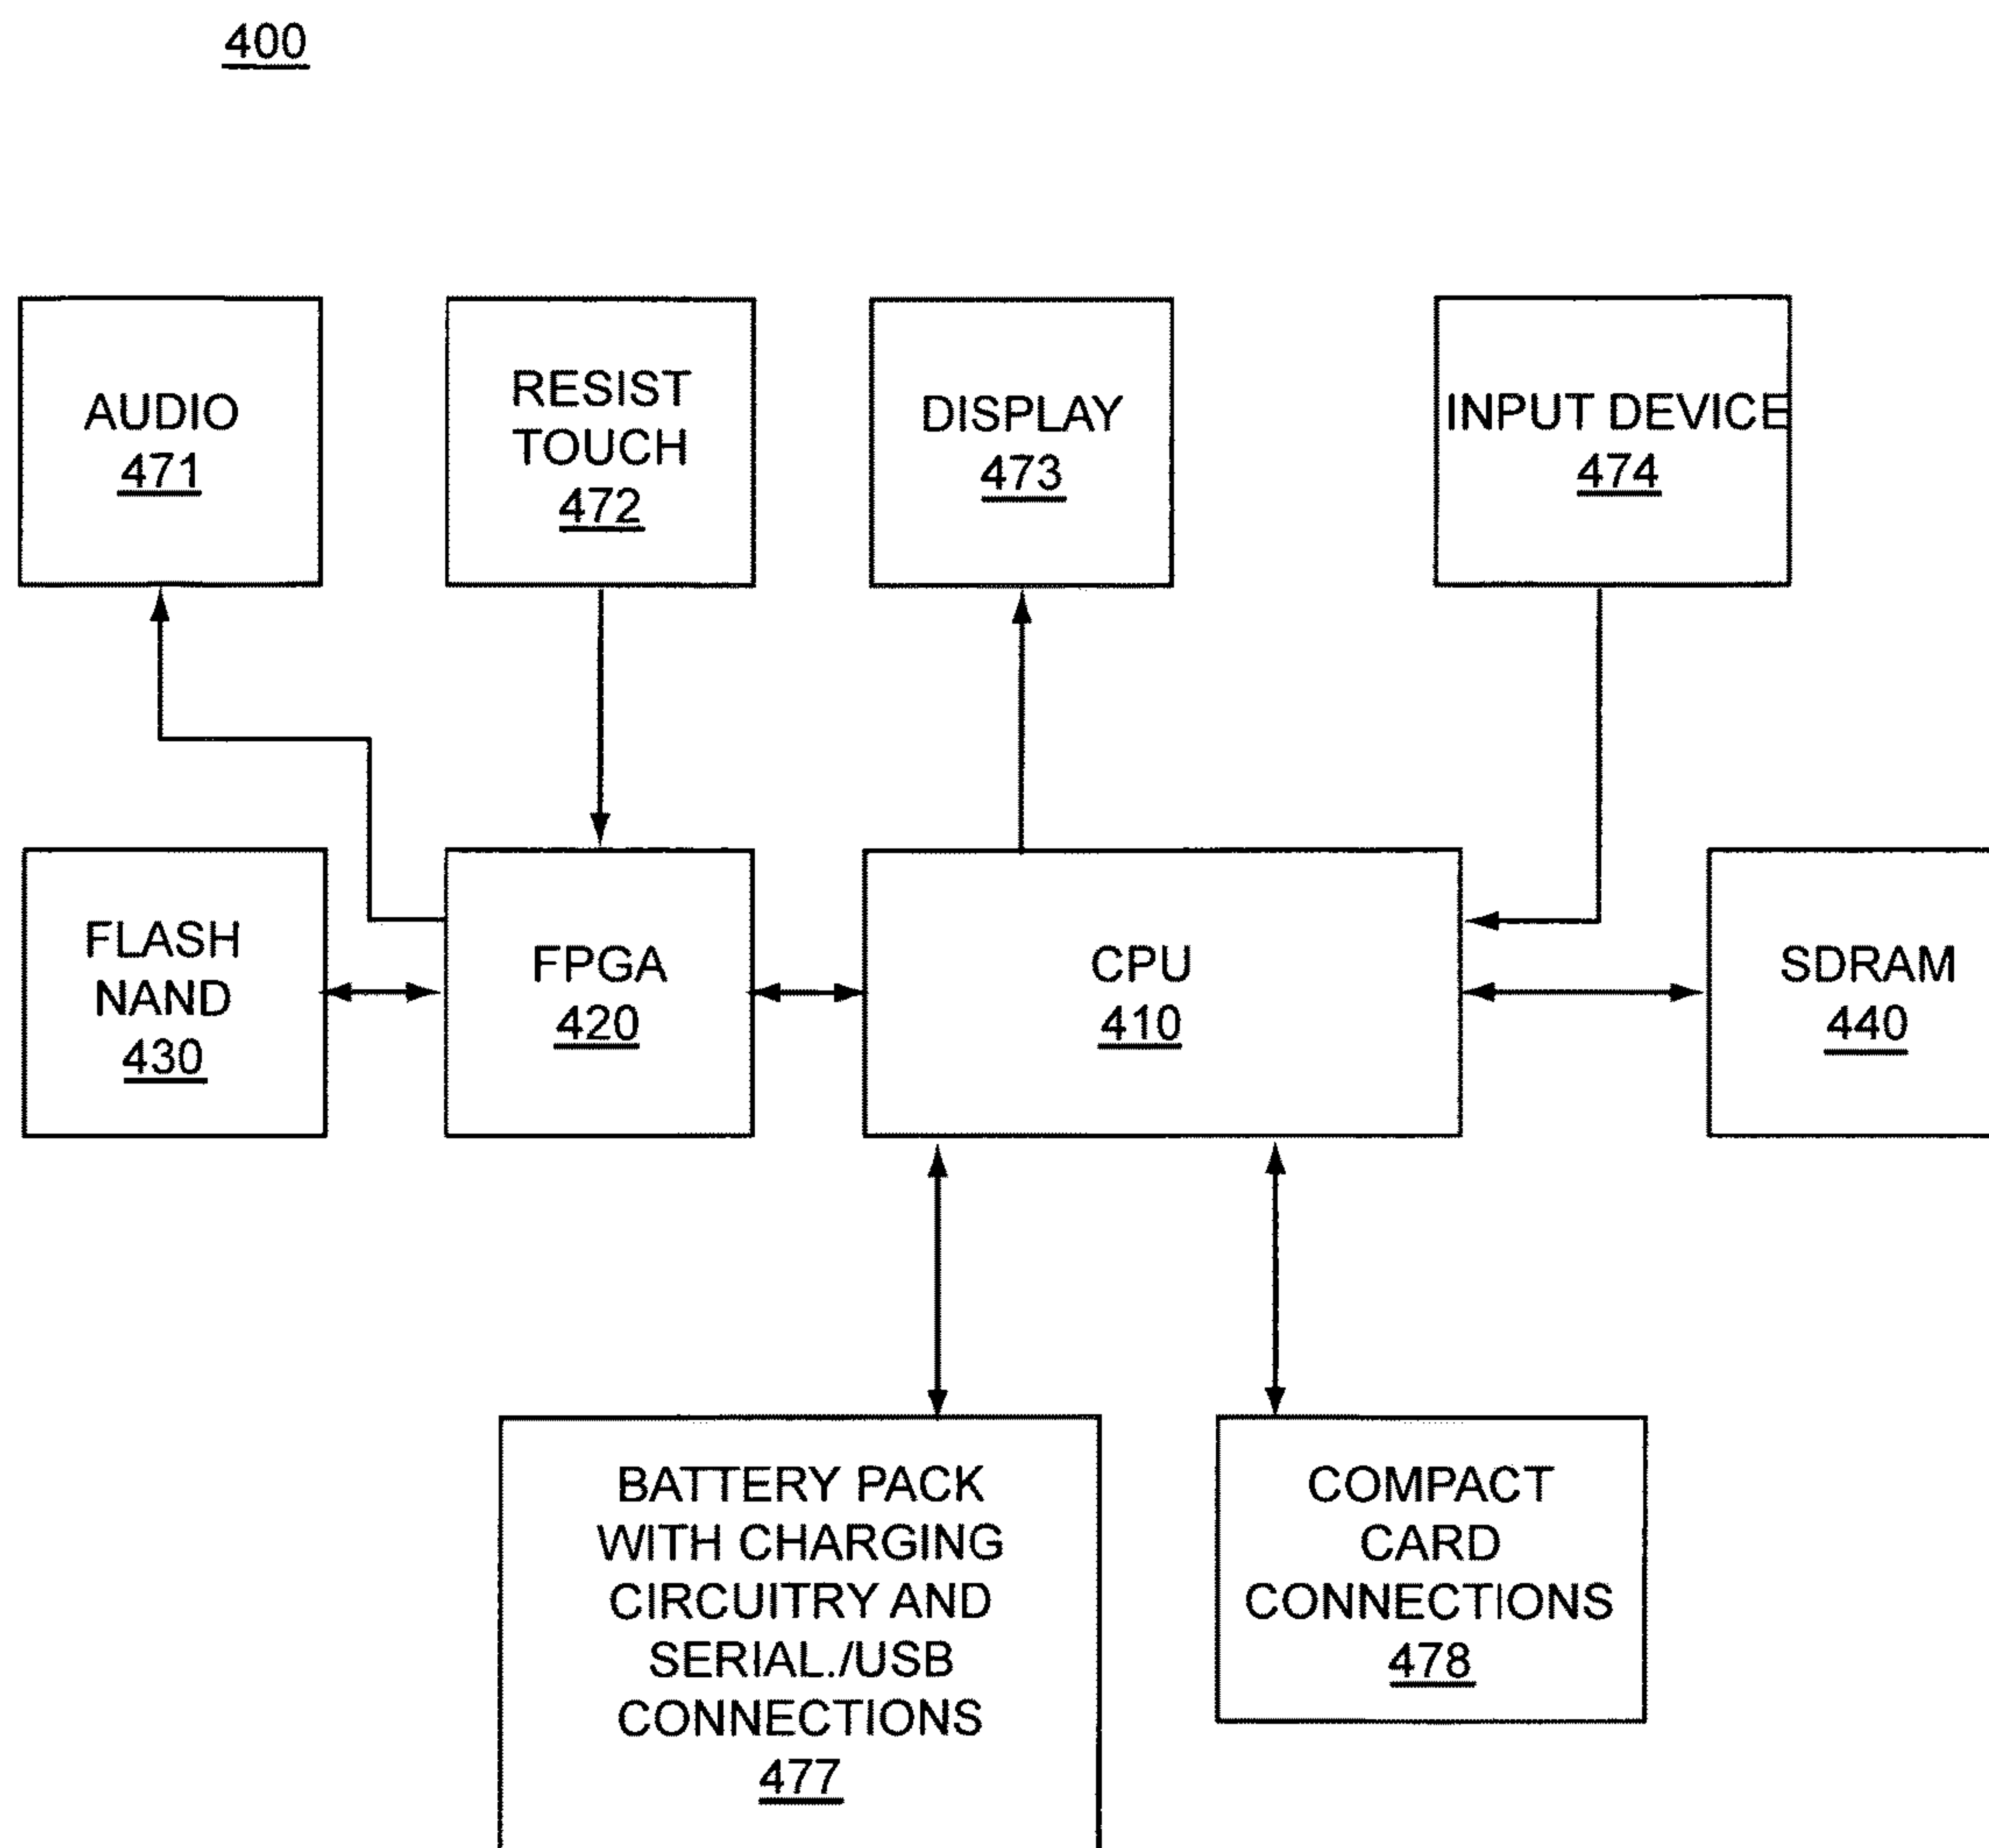 400
AUDIO
471
RESIST
TOUCH
472
DISPLAY
473
INPUT DEVICE
474
FLASH
NAND
430
FPGA
420
CPU
410
SDRAM
440
BATTERY PACK
WITH CHARGING
CIRCUITRY AND
SERIAL./USB
CONNECTIONS
477
COMPACT
CARD
CONNECTIONS
478